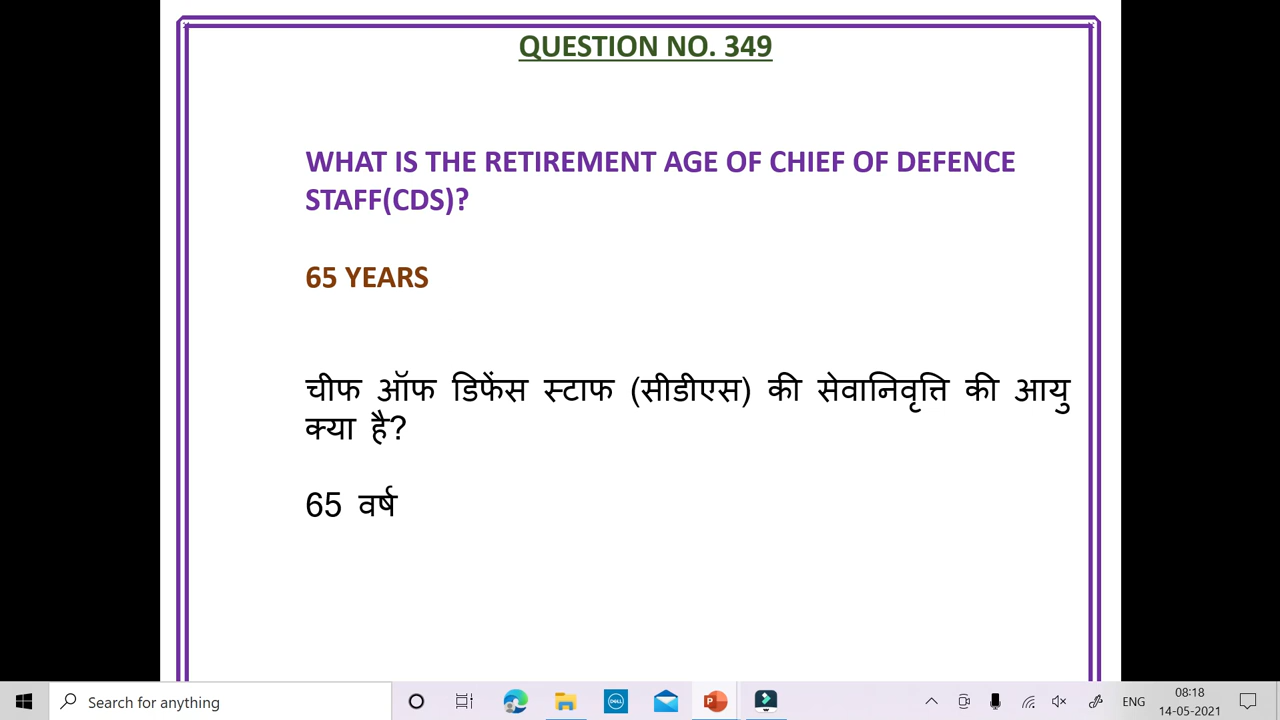 QUESTION NO. 349
WHAT IS THE RETIREMENT AGE OF CHIEF OF DEFENCE
STAFF(CDS)?
65 YEARS
चीफ ऑफ डिफेंस स्टाफ (सीडीएस) की सेवानिवृत्ति की आयु
क्या है?
65 वर्ष
Search for anything
DELL
P
ENG
08:18
14-05-2021